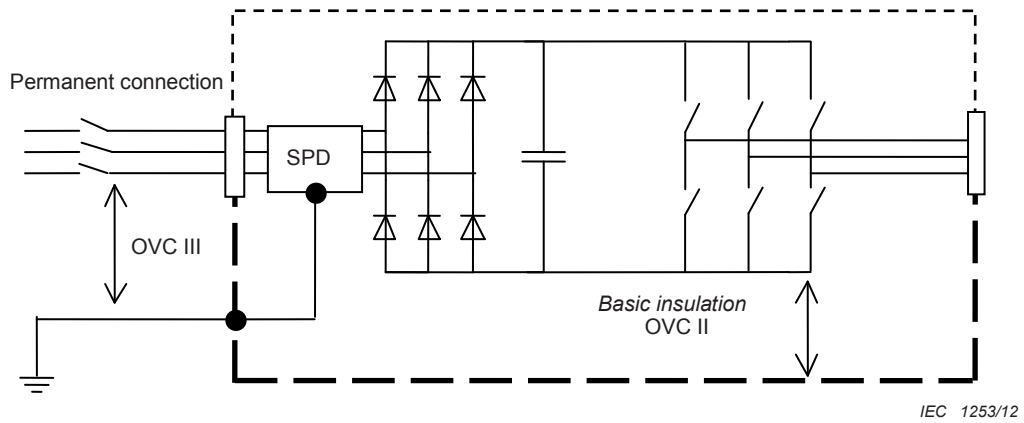 Permanent connection
SPD
OVC III
Basic insulation
OVC II
IEC 1253/12